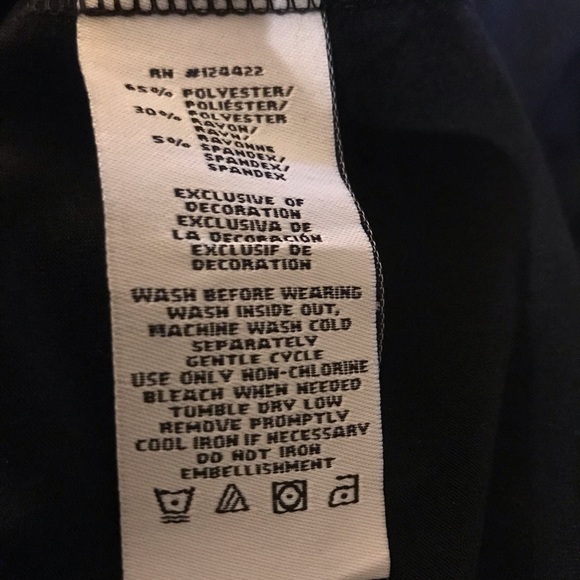 RN #124422
65% POLYESTER/
POLIÉSTER/
30% POLYESTER
RAYON/
RAYN/
RAYONNE
5% SPANDEX/
SPANDEX/
SPANDEX
EXCLUSIVE OF
DECORATION
EXCLUSIVA DE
LA DECORACIÓN
EXCLUSIF DE
DECORATION
WASH BEFORE WEARING
WASH INSIDE OUT,
MACHINE WASH COLD
SEPARATELY
GENTLE CYCLE
USE ONLY NON-CHLORINE
BLEACH WHEN NEEDED
TUMBLE DRY LOW
REMOVE PROMPTLY
COOL IRON IF NECESSARY
DO NOT IRON
EMBELLISHMENT